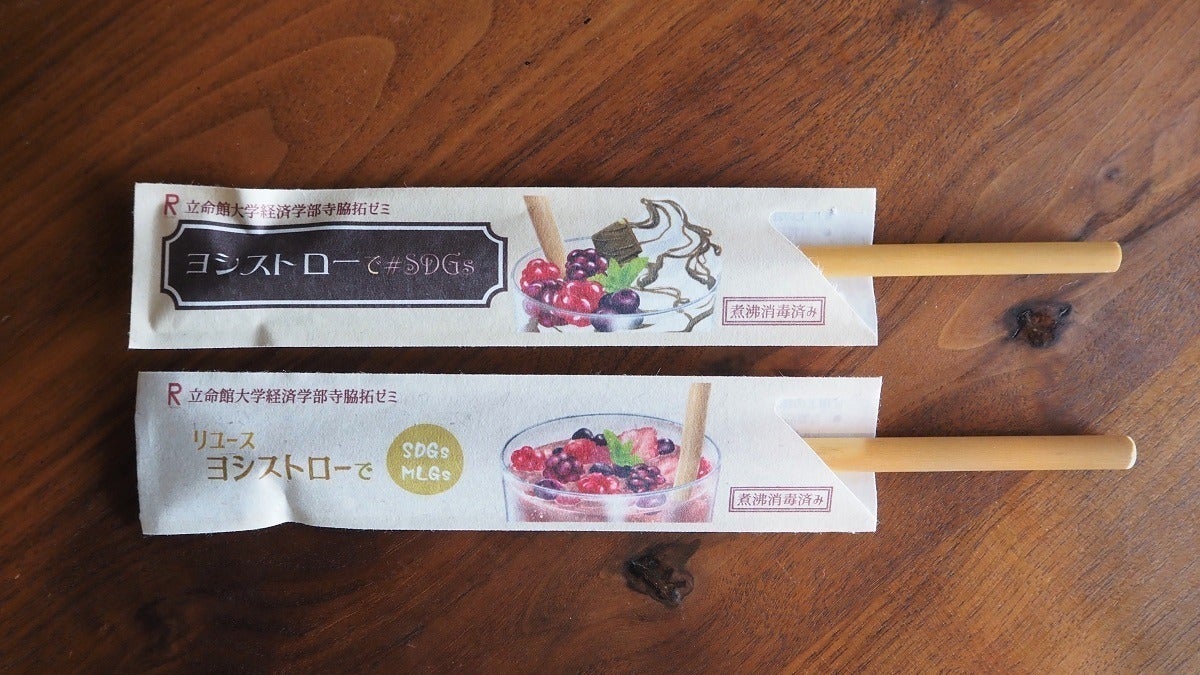 R 立命館大学経済学部寺脇拓ゼミ
ヨシストローで#SDGs
煮沸消毒済み
R 立命館大学経済学部寺脇拓ゼミ
リユース
ヨシストローで
SDGs
MLGs
煮沸消毒済み